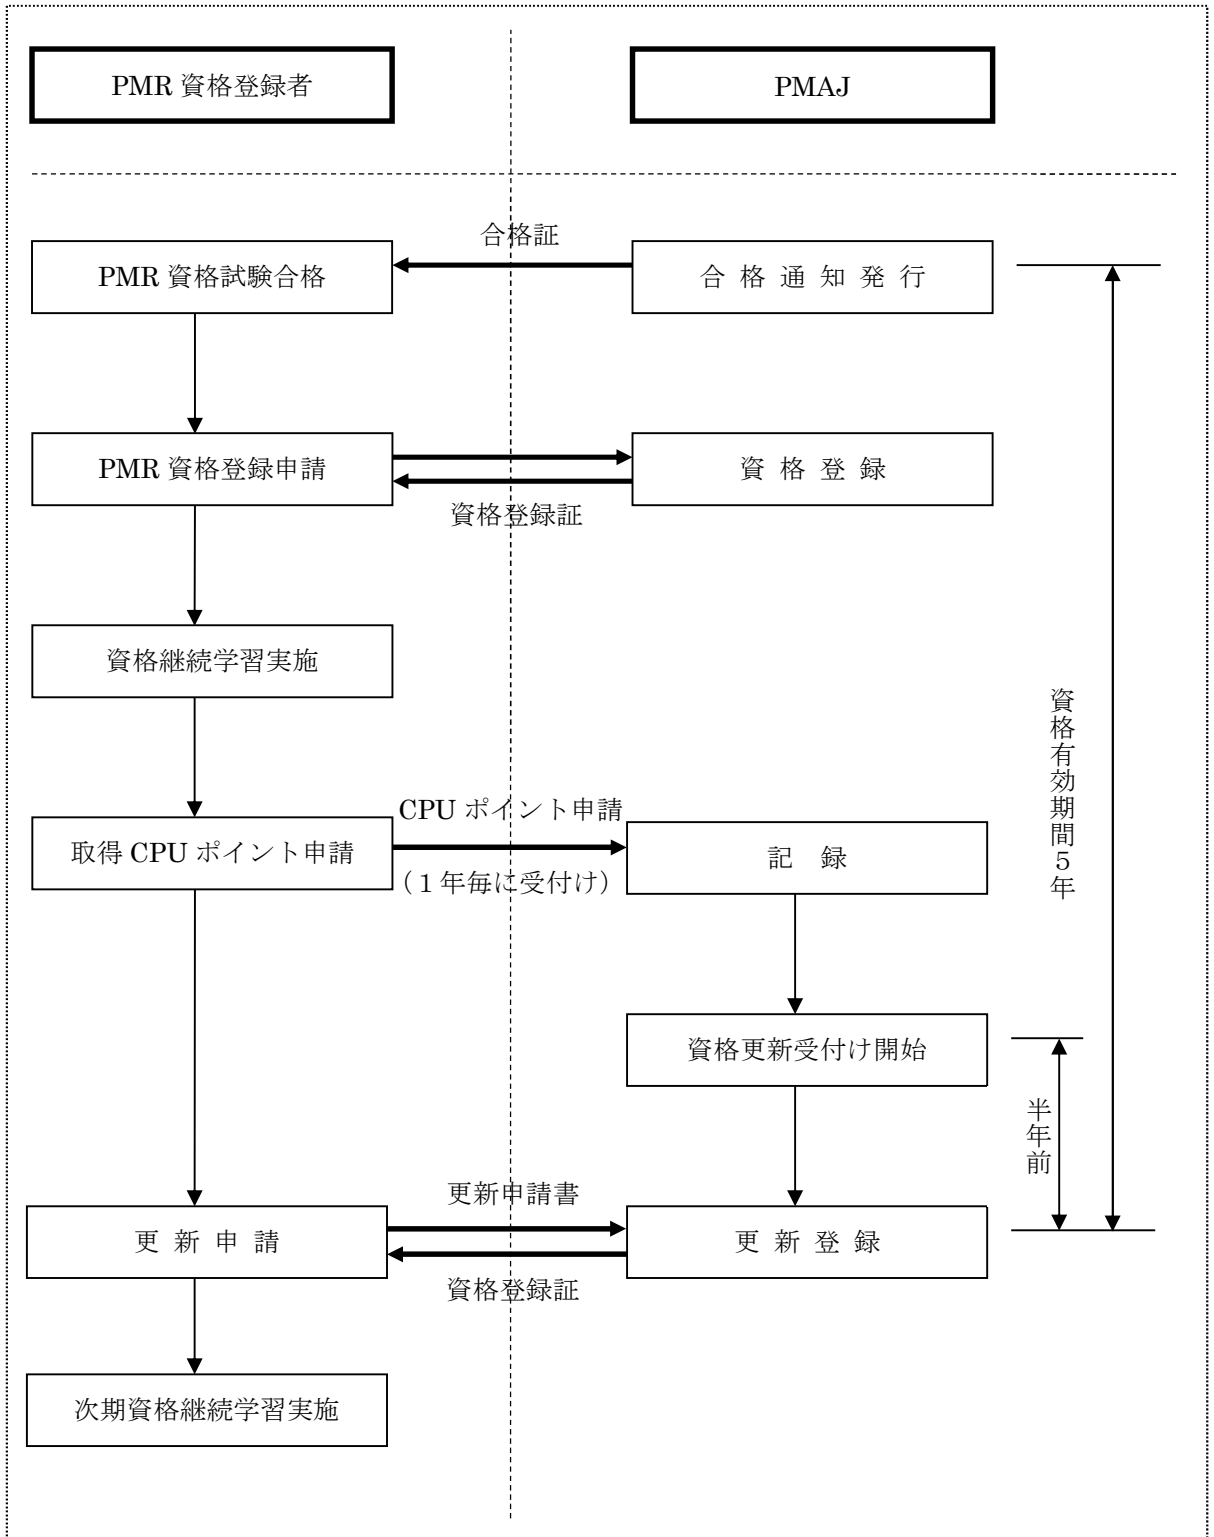 PMR 資格登録者
PMAJ
合格証
PMR 資格試験合格
合 格 通 知 発 行
PMR 資格登録申請
資 格 登 録
資格登録証
資格継続学習実施
資格有効期間５年
CPU ポイント申請
取得 CPU ポイント申請
記　録
（１年毎に受付け）
資格更新受付け開始
半年前
更新申請書
更 新 申 請
更 新 登 録
資格登録証
次期資格継続学習実施